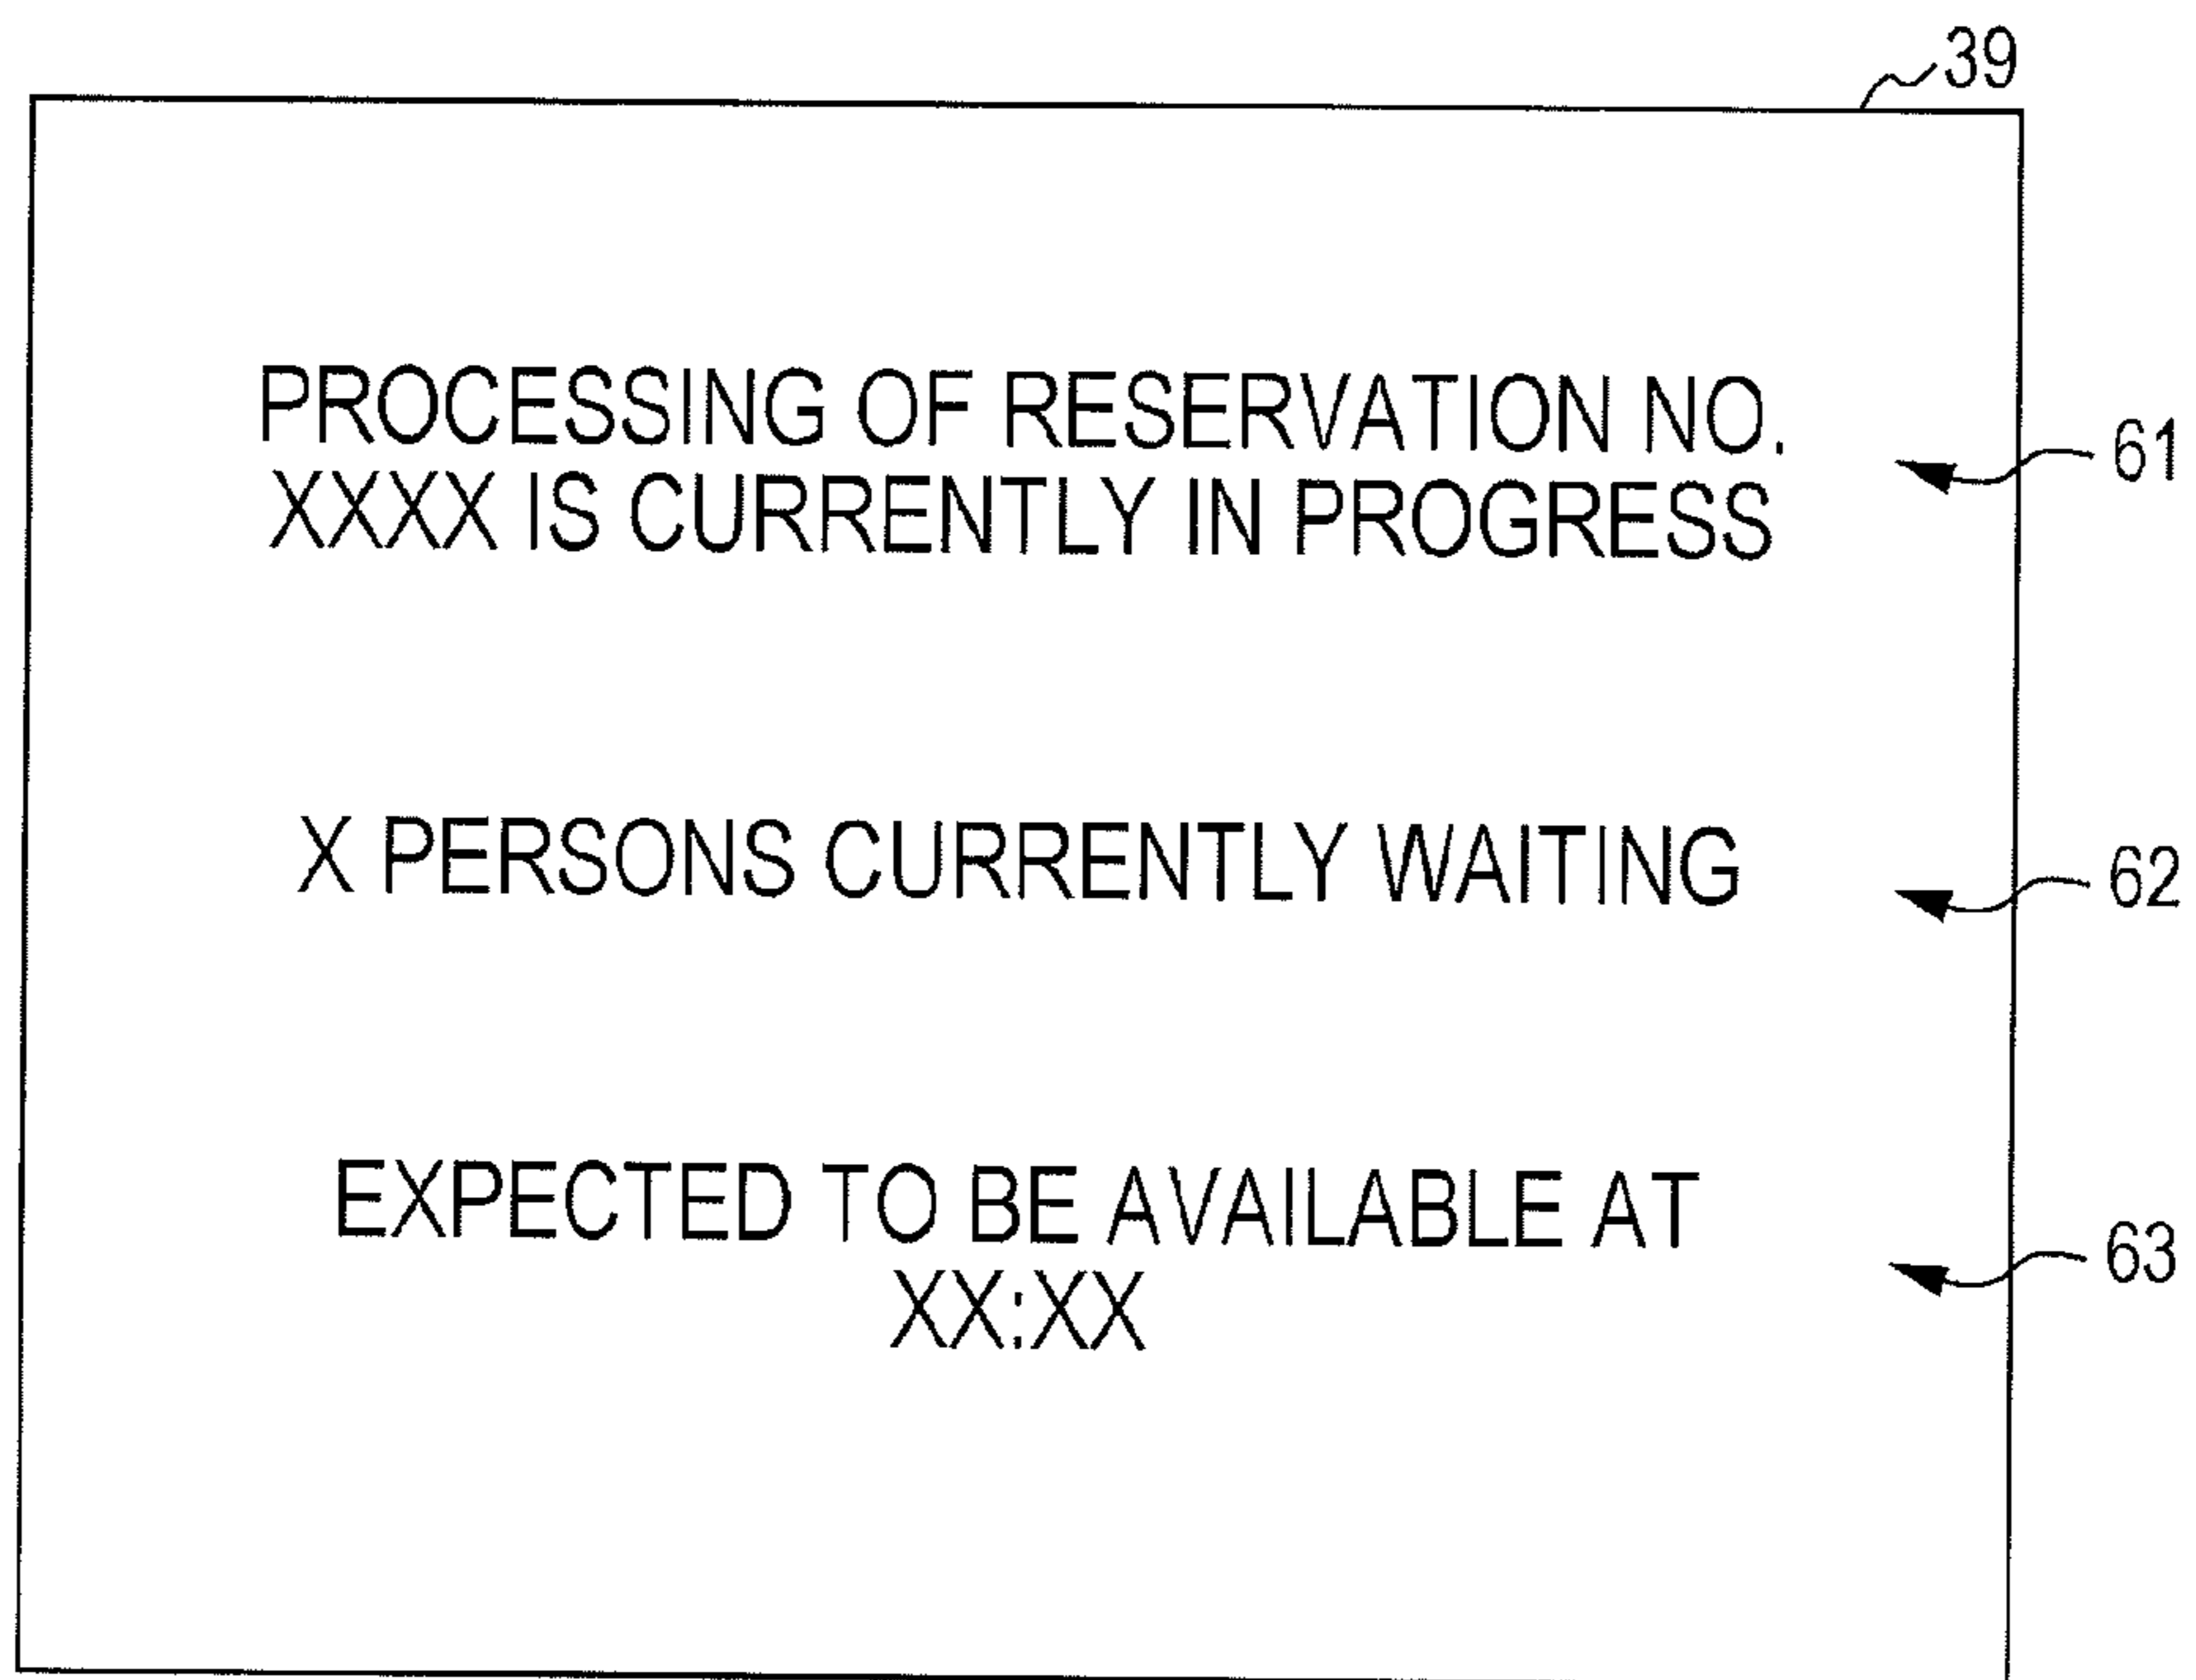 39
PROCESSING OF RESERVATION NO.
XXXX IS CURRENTLY IN PROGRESS
61
X PERSONS CURRENTLY WAITING
62
EXPECTED TO BE AVAILABLE AT
XX:XX
63